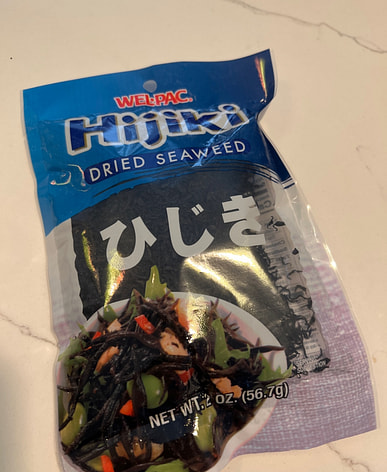 WEL·PAC®
Hijiki
DRIED SEAWEED
ひじき
NET WT. 2 OZ. (56.7g)